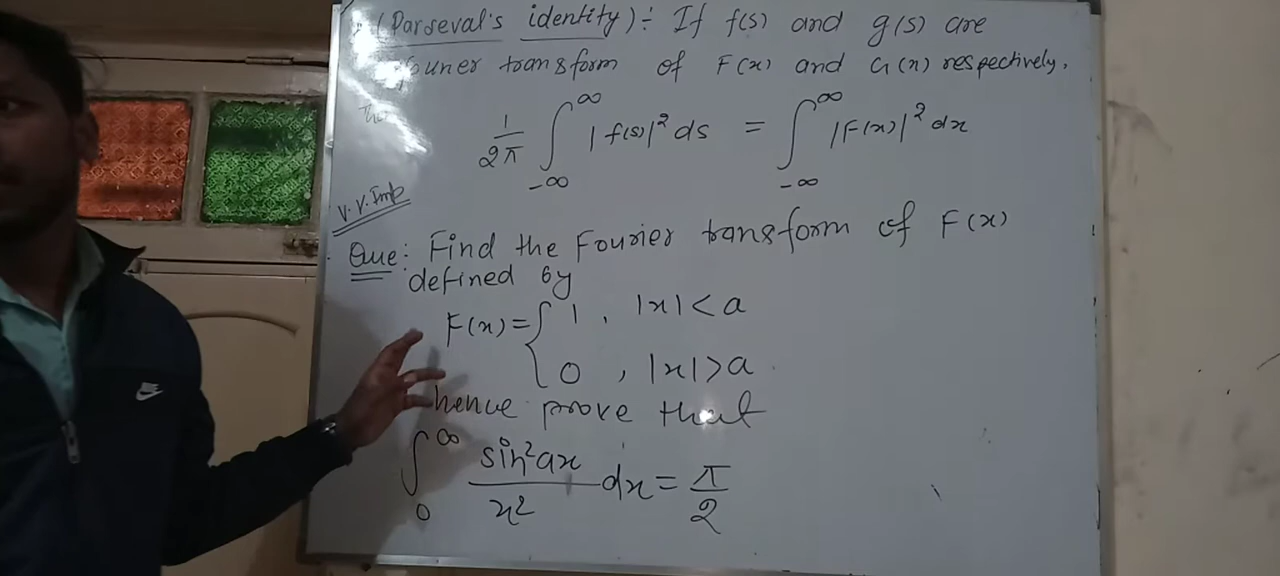 (Parseval's identity) :- If f(s) and g(s) are
fourier transform of F(x) and G(x) respectively,
The
1/2π ∫_{-∞}^{∞} |f(s)|² ds = ∫_{-∞}^{∞} |F(x)|² dx
V.V.Imp
Que: Find the Fourier transform of F(x)
defined by
F(x) = { 1, |x| < a
0, |x| > a
hence prove that
∫_0^∞ sin²ax/x² dx = π/2